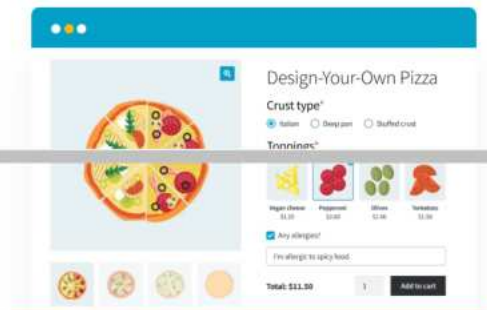 Design-Your-Own Pizza
Crust type*
Italian Deep pan Stuffed crust
Toppings*
Vegan cheese Pepperoni Olives Tomatoes
Any allergies?
I'm allergic to spicy food.
Total: $11.50 1 Add to cart